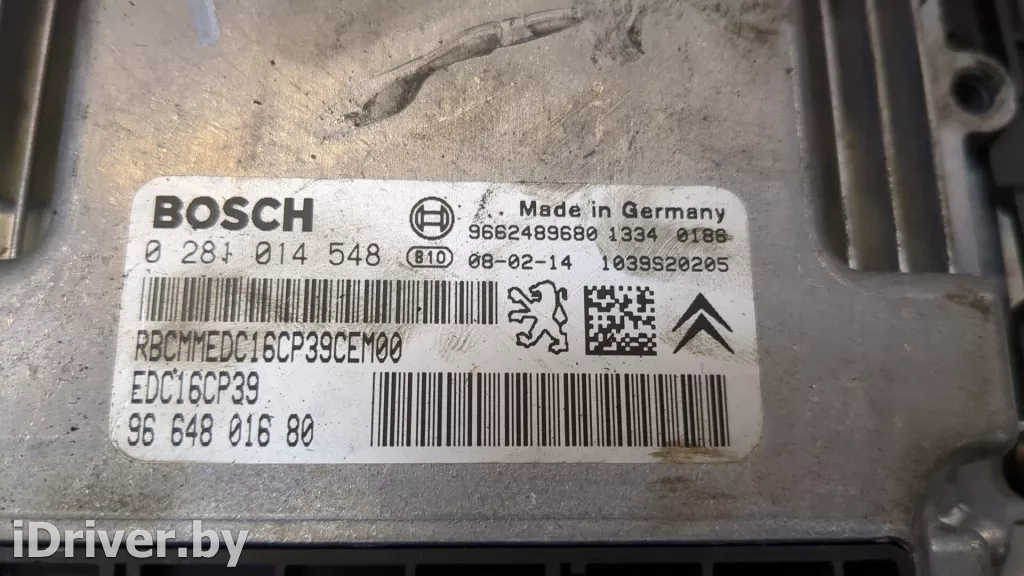 BOSCH
.. Made in Germany
9662489680 1334 0188
0 281 014 548
810
08-02-14 1039S20205
RBCMMEDC16CP39CEM00
EDC16CP39
96 648 016 80
iDriver.by